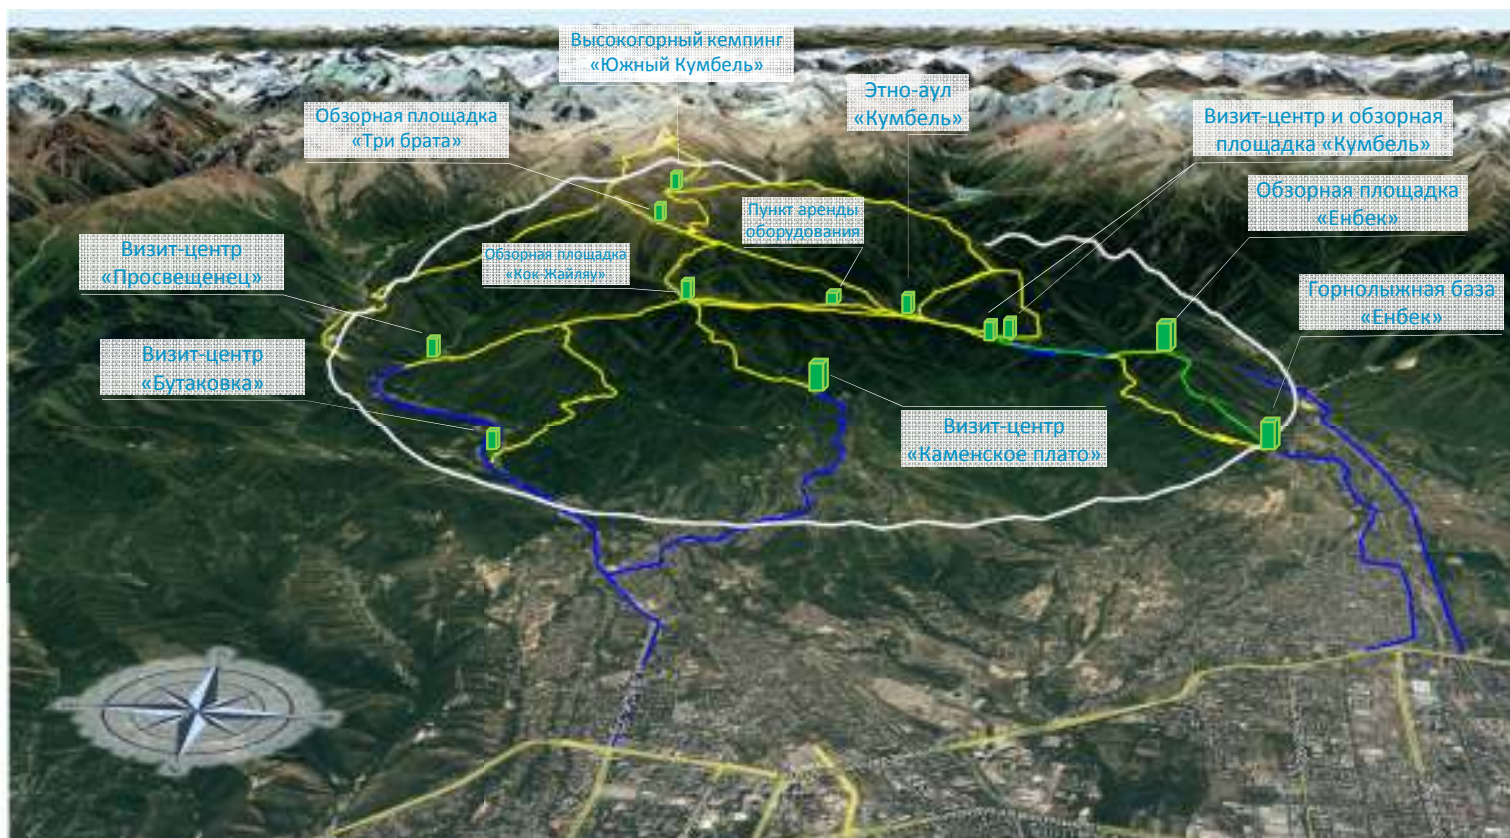 Высокогорный кемпинг
«Южный Кумбель»
Этно-аул
«Кумбель»
Обзорная площадка
«Три брата»
Визит-центр и обзорная
площадка «Кумбель»
Обзорная площадка
«Енбек»
Пункт аренды
оборудования
Визит-центр
«Просвещенец»
Обзорная площадка
«Кок-Жайляу»
Горнолыжная база
«Енбек»
Визит-центр
«Бутаковка»
Визит-центр
«Каменское плато»